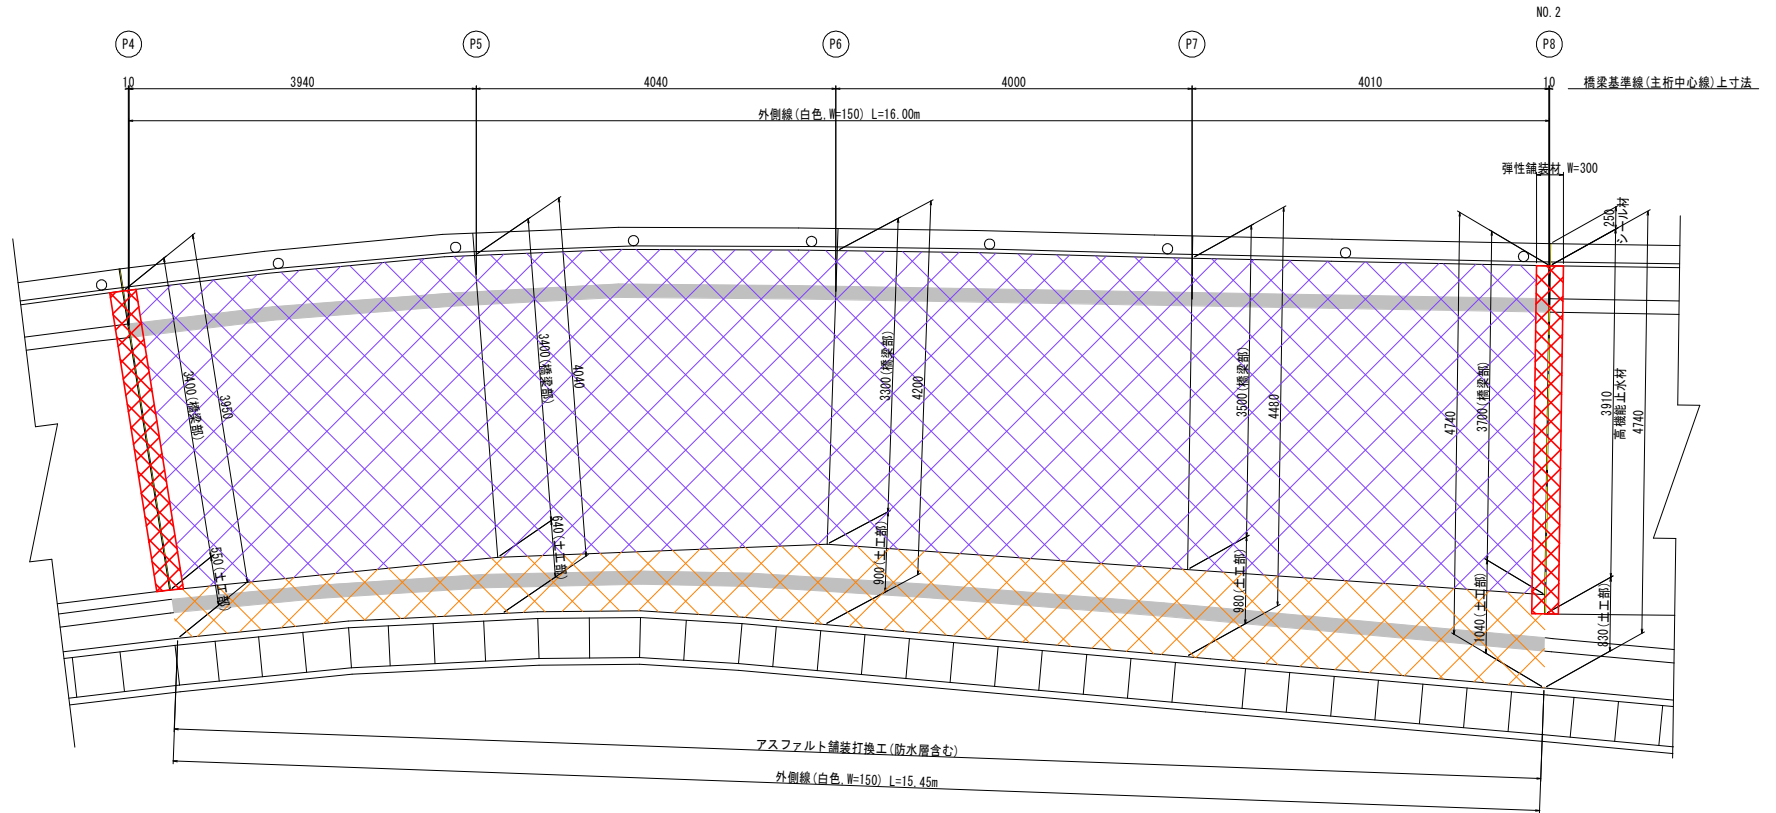 NO. 2
P4
P5
P6
P7
P8
10
3940
4040
4000
4010
10
橋梁基準線(主桁中心線)上寸法
外側線(白色,W=150) L=16.00m
弾性舗装材 W=300
250
シール材
3400(橋梁部)
3950
3400(橋梁部)
4040
3300(橋梁部)
4200
3500(橋梁部)
4480
4740
3700(橋梁部)
3910
高機能止水材
4740
550(土工部)
640(土工部)
900(土工部)
980(土工部)
1040(土工部)
830(土工部)
アスファルト舗装打換工(防水層含む)
外側線(白色,W=150) L=15.45m